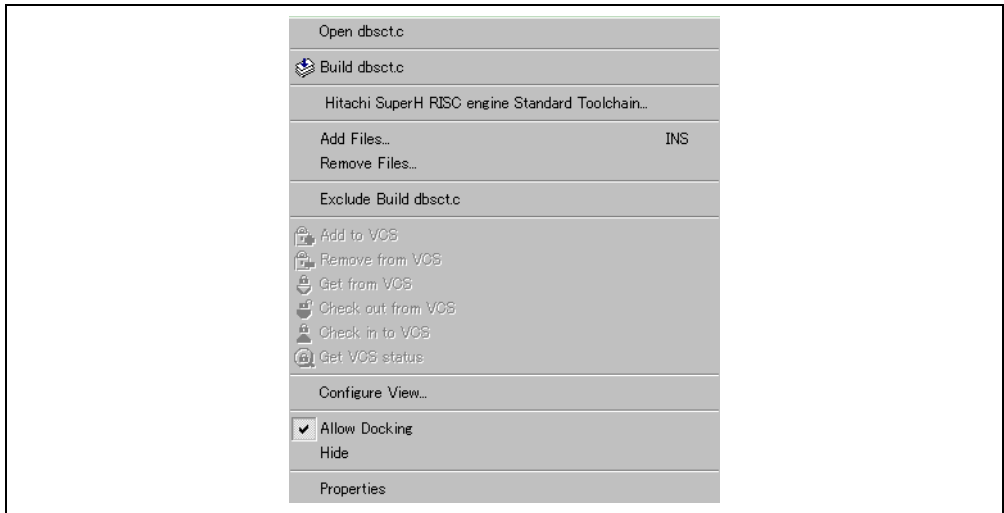 Open dbsct.c
Build dbsct.c
Hitachi SuperH RISC engine Standard Toolchain...
Add Files... INS
Remove Files...
Exclude Build dbsct.c
Add to VCS
Remove from VCS
Get from VCS
Check out from VCS
Check in to VCS
Get VCS status
Configure View...
Allow Docking
Hide
Properties